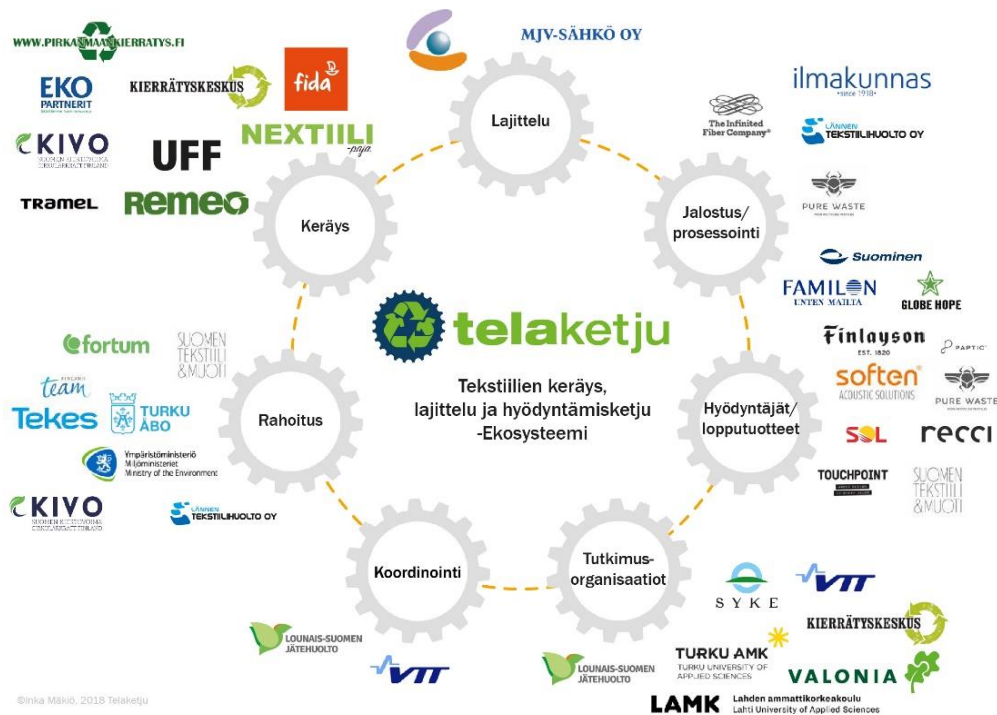 WWW.PIRKANMAANKIERRATYS.FI
EKO
PARTNERIT
KIERRÄTYSKESKUS
fida
KIVO
SUOMEN KIERTOVOIMA
UFF
NEXTIILI
-paja
TRAMEL
Remeo
MJV-SÄHKÖ OY
Lajittelu
ilmakunnas
•since 1918•
The Infinited
Fiber Company®
LÄNNEN
TEKSTIILIHUOLTO OY
PURE WASTE
Keräys
Jalostus/
prosessointi
Suominen
FAMILON
UNTEN MAILTA
GLOBE HOPE
telaketju
Tekstiilien keräys,
lajittelu ja hyödyntämisketju
-Ekosysteemi
fortum
SUOMEN
TEKSTIILI
&MUOTI
team
Tekes
TURKU
ÅBO
Ympäristöministeriö
Miljöministeriet
Ministry of the Environment
KIVO
SUOMEN KIERTOVOIMA
LÄNNEN
TEKSTIILIHUOLTO OY
Rahoitus
Hyödyntäjät/
lopputuotteet
Finlayson
EST. 1820
PAPTIC
soften®
ACOUSTIC SOLUTIONS
PURE WASTE
SOL
recci
TOUCHPOINT
SUOMEN
TEKSTIILI
&MUOTI
Koordinointi
Tutkimus-
organisaatiot
LOUNAIS-SUOMEN
JÄTEHUOLTO
VTT
SYKE
VTT
KIERRÄTYSKESKUS
TURKU AMK
TURKU UNIVERSITY OF
APPLIED SCIENCES
LOUNAIS-SUOMEN
JÄTEHUOLTO
VALONIA
LAMK
Lahden ammattikorkeakoulu
Lahti University of Applied Sciences
©Inka Mäkiö, 2018 Telaketju